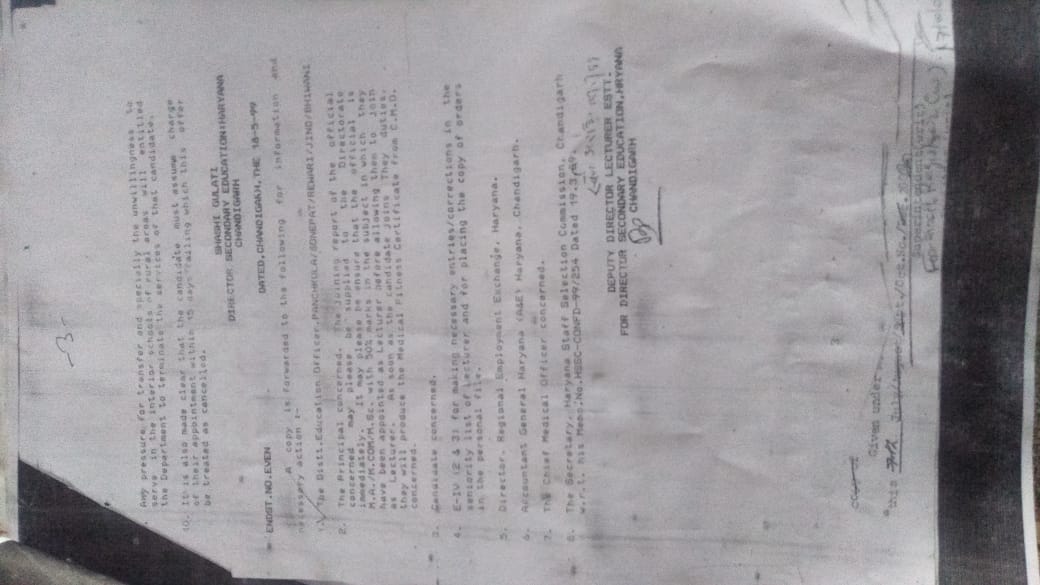 -3-
Any pressure for transfer and specially the unwillingness to
serve in the interior schools of rural areas will entitled
the Department to terminate the services of that candidate.
10. It is also made clear that the candidate must assume charge
of their appointment within 15 days failing which this offer
be treated as cancelled.
SHASHI GULATI
DIRECTOR SECONDARY EDUCATION:HARYANA
CHANDIGARH
DATED,CHANDIGARH,THE 18-5-99
ENDST.NO.EVEN
A copy is forwarded to the following for information and
necessary action :-
1. The Distt.Education Officer,PANCHKULA/SONEPAT/REWARI/JIND/BHIWANI
2. The Principal concerned. The joining report of the official
concerned may please be supplied to the Directorate
immediately. It may please be ensure that the official is
M.A./M.COM/M.Sc. with 50% marks in the subject in which they
have been appointed as Lecturer before allowing them to join
as Lecturer. As soon as the candidate joins They duties,
they will produce the Medical Fitness Certificate from C.M.O.
concerned.
3. Candidate concerned.
4. E-IV (2 & 3) for making necessary entries/corrections in the
seniority list of Lecturer and for placing the copy of orders
in the personal file.
5. Director, Regional Employment Exchange, Haryana.
6. Accountant General Haryana (A&E) Haryana, Chandigarh.
7. The Chief Medical Officer concerned.
8. The Secretary, Haryana Staff Selection Commission, Chandigarh
w.r.t. his Memo.No.HSSC-CONFD-99/254 Dated 19.3.99.
DEPUTY DIRECTOR LECTURER ESTT.
FOR DIRECTOR SECONDARY EDUCATION,HRYANA
CHANDIGARH
Given under
this
Superintendent